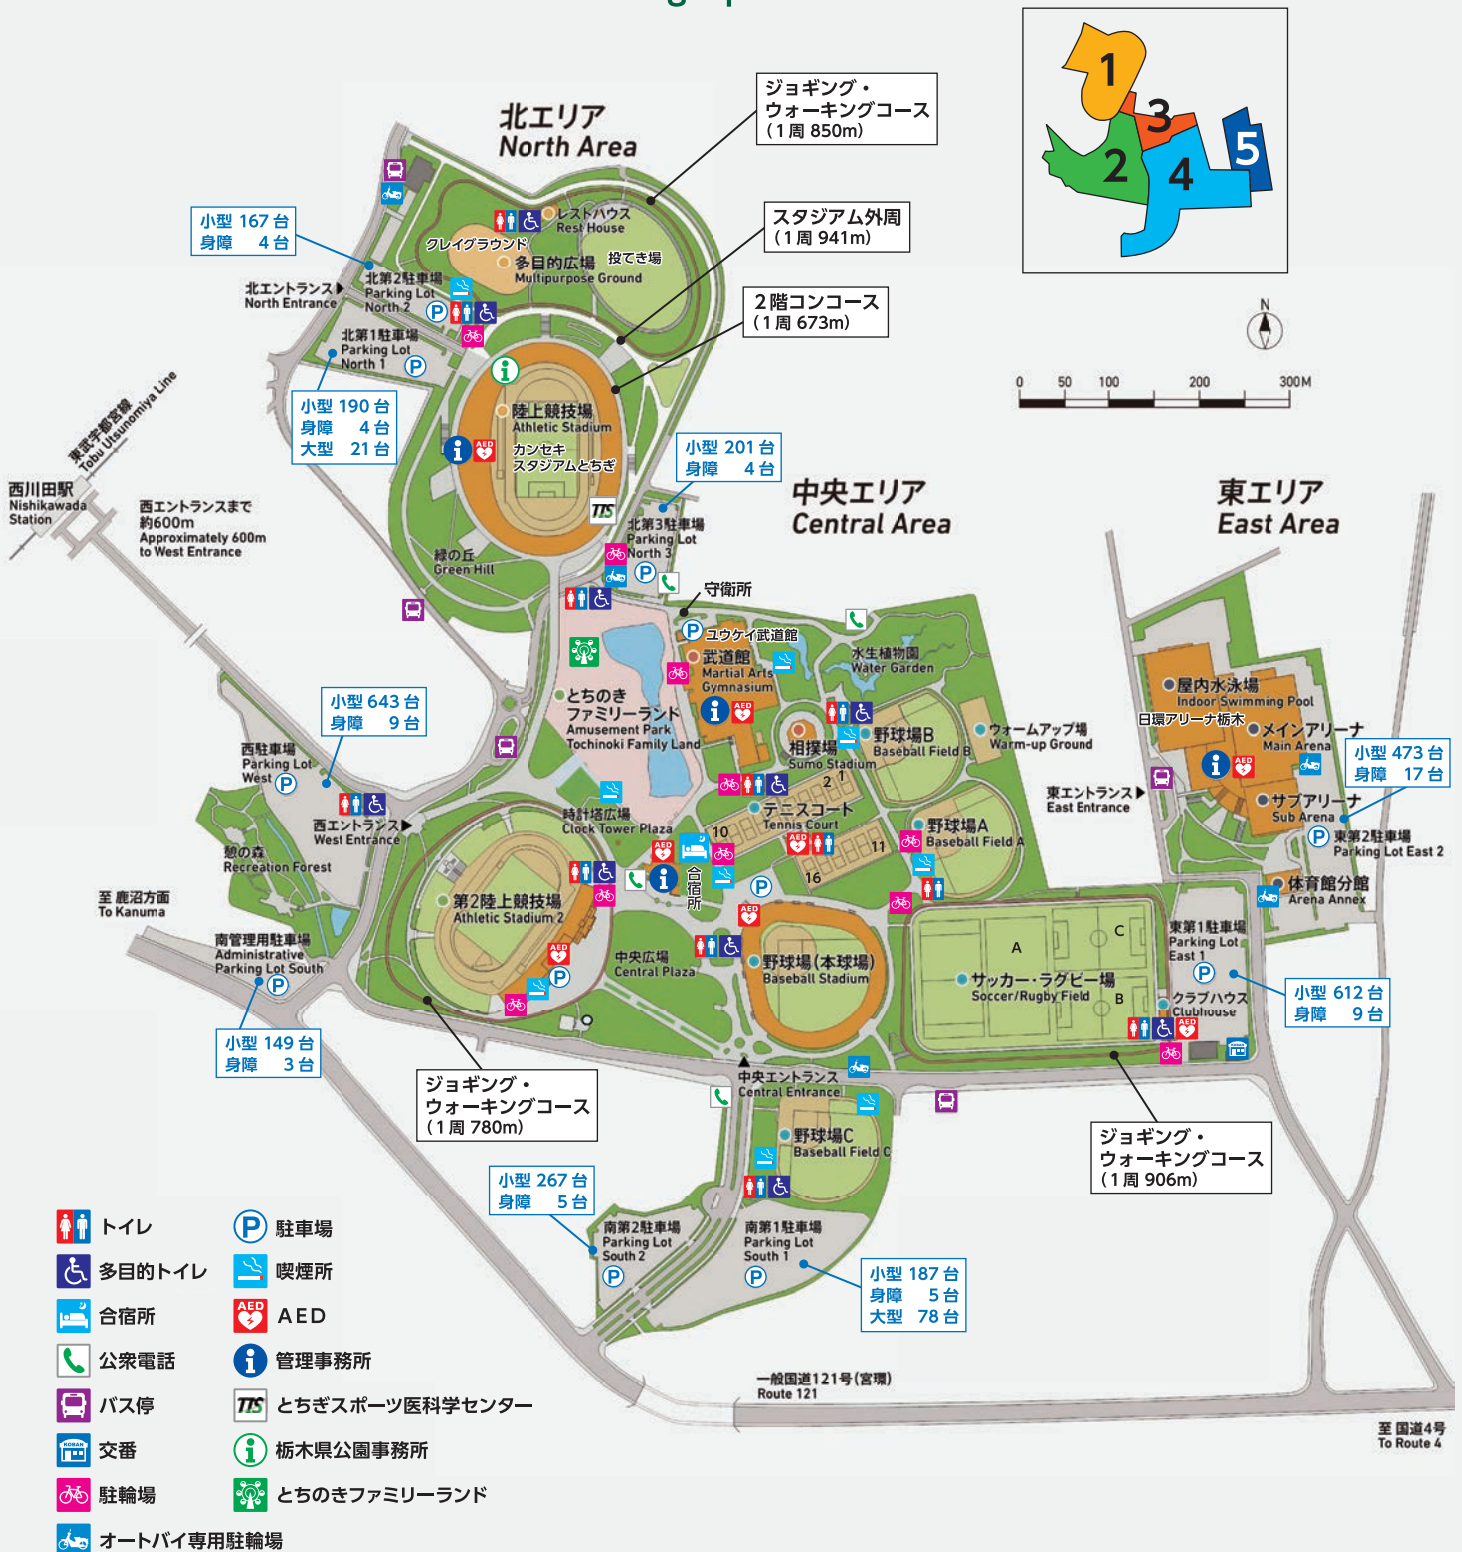 北エリア
North Area
ジョギング・
ウォーキングコース
(1周 850m)
スタジアム外周
(1周 941m)
2階コンコース
(1周 673m)
1
2
3
4
5
N
0 50 100 200 300M
小型 167 台
身障 4 台
レストハウス
Rest House
クレイグラウンド
多目的広場
Multipurpose Ground
投てき場
北エントランス
North Entrance
北第2駐車場
Parking Lot
North 2
北第1駐車場
Parking Lot
North 1
小型 190 台
身障 4 台
大型 21 台
陸上競技場
Athletic Stadium
カンセキ
スタジアムとちぎ
AED
TTS
小型 201 台
身障 4 台
北第3駐車場
Parking Lot
North 3
東武宇都宮線
Tobu Utsunomiya Line
西川田駅
Nishikawada
Station
西エントランスまで
約600m
Approximately 600m
to West Entrance
緑の丘
Green Hill
中央エリア
Central Area
東エリア
East Area
守衛所
ユウケイ武道館
武道館
Martial Arts
Gymnasium
AED
水生植物園
Water Garden
とちのき
ファミリーランド
Amusement Park
Tochinoki Family Land
相撲場
Sumo Stadium
野球場B
Baseball Field B
ウォームアップ場
Warm-up Ground
屋内水泳場
Indoor Swimming Pool
日環アリーナ栃木
メインアリーナ
Main Arena
AED
サブアリーナ
Sub Arena
小型 473 台
身障 17 台
東第2駐車場
Parking Lot East 2
東エントランス
East Entrance
体育館分館
Arena Annex
小型 643 台
身障 9 台
西駐車場
Parking Lot
West
西エントランス
West Entrance
憩の森
Recreation Forest
時計塔広場
Clock Tower Plaza
テニスコート
Tennis Court
1
2
10
11
16
AED
AED
合宿所
野球場A
Baseball Field A
至 鹿沼方面
To Kanuma
南管理用駐車場
Administrative
Parking Lot South
小型 149 台
身障 3 台
第2陸上競技場
Athletic Stadium 2
AED
中央広場
Central Plaza
AED
野球場(本球場)
Baseball Stadium
サッカー・ラグビー場
Soccer/Rugby Field
A
B
C
東第1駐車場
Parking Lot
East 1
クラブハウス
Clubhouse
AED
KOBAN
小型 612 台
身障 9 台
ジョギング・
ウォーキングコース
(1周 780m)
中央エントランス
Central Entrance
野球場C
Baseball Field C
ジョギング・
ウォーキングコース
(1周 906m)
小型 267 台
身障 5 台
南第2駐車場
Parking Lot
South 2
南第1駐車場
Parking Lot
South 1
小型 187 台
身障 5 台
大型 78 台
一般国道121号(宮環)
Route 121
至 国道4号
To Route 4
トイレ
多目的トイレ
合宿所
公衆電話
バス停
KOBAN 交番
駐輪場
オートバイ専用駐輪場
P 駐車場
喫煙所
AED AED
管理事務所
TTS とちぎスポーツ医科学センター
栃木県公園事務所
とちのきファミリーランド